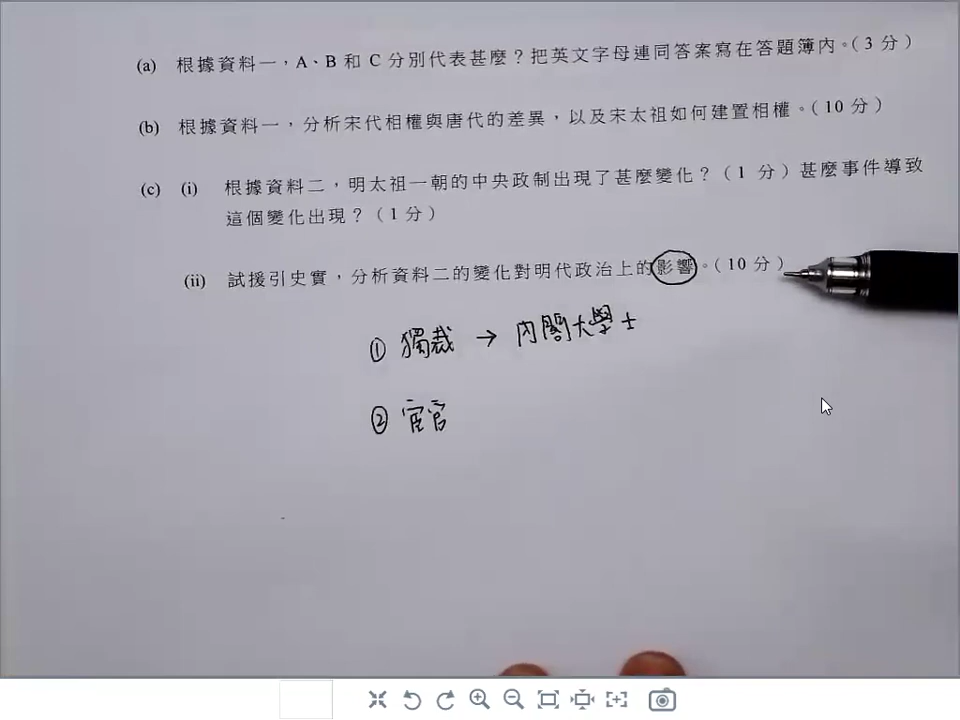 (a) 根據資料一，A、B 和 C 分別代表甚麼？把英文字母連同答案寫在答題簿內。(3 分)
(b) 根據資料一，分析宋代相權與唐代的差異，以及宋太祖如何建置相權。(10 分)
(c) (i) 根據資料二，明太祖一朝的中央政制出現了甚麼變化？(1 分) 甚麼事件導致
這個變化出現？(1 分)
(ii) 試援引史實，分析資料二的變化對明代政治上的影響。(10 分)
① 獨裁 → 內閣大學士
② 宦官